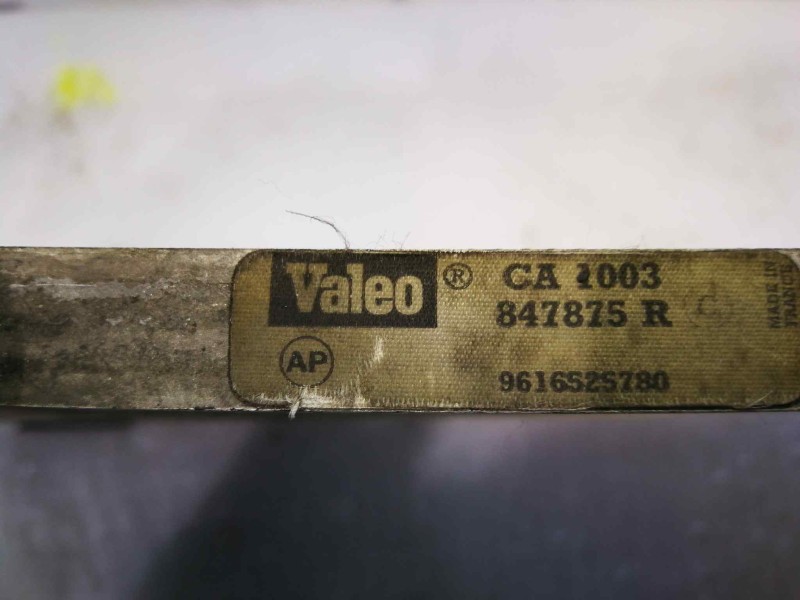 Valeo ® CA 1003
847875 R C
AP
9616525780
MADE IN
FRANCE